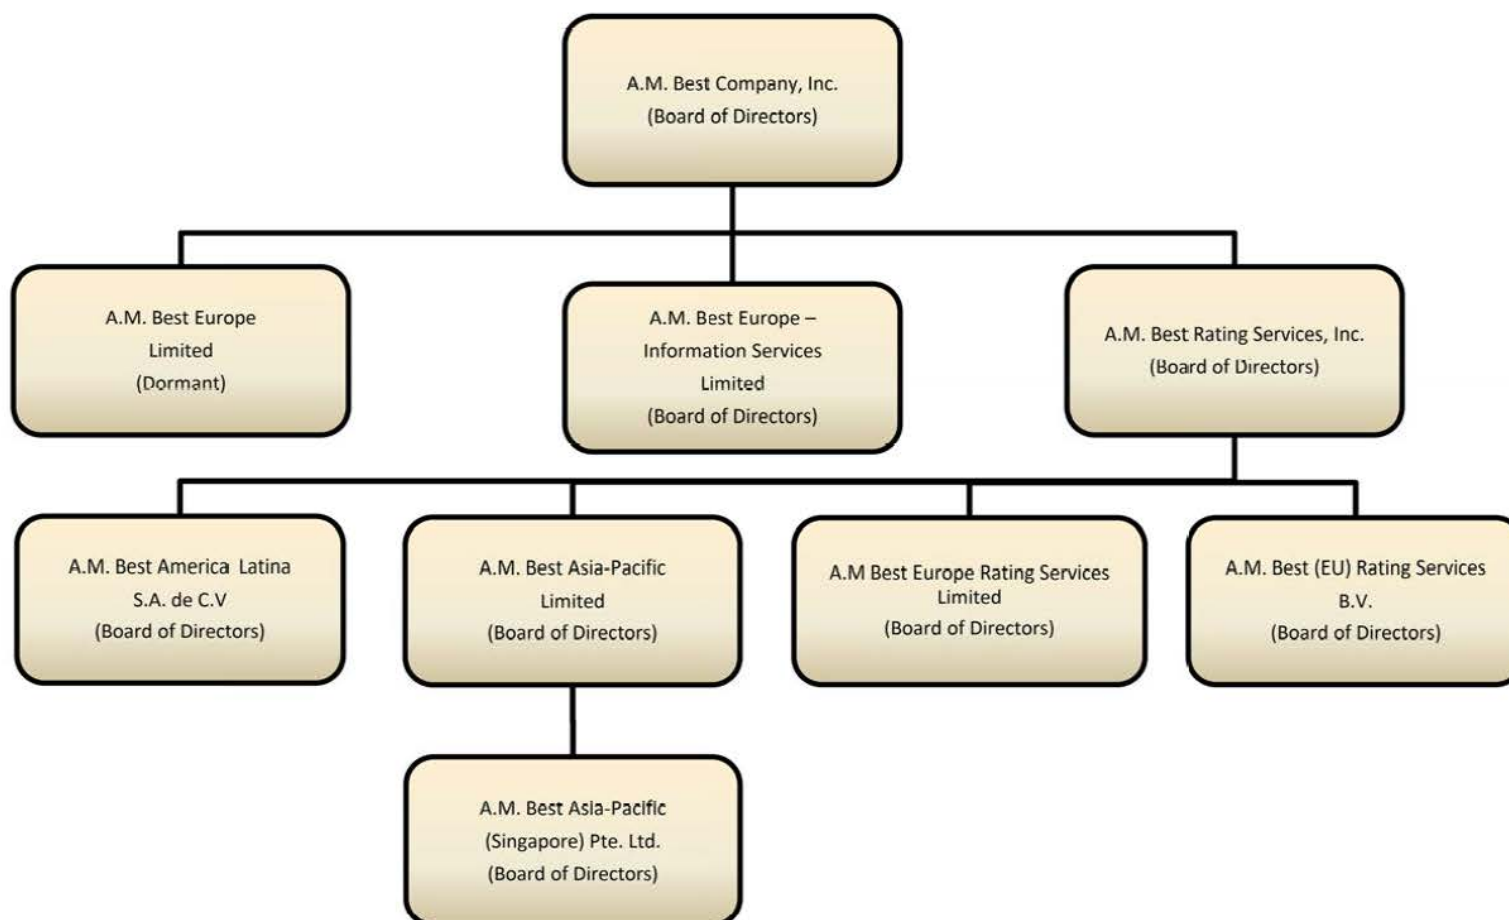 A.M. Best Company, Inc.
(Board of Directors)
A.M. Best Europe
Limited
(Dormant)
A.M. Best Europe –
Information Services
Limited
(Board of Directors)
A.M. Best Rating Services, Inc.
(Board of Directors)
A.M. Best America Latina
S.A. de C.V
(Board of Directors)
A.M. Best Asia-Pacific
Limited
(Board of Directors)
A.M Best Europe Rating Services
Limited
(Board of Directors)
A.M. Best (EU) Rating Services
B.V.
(Board of Directors)
A.M. Best Asia-Pacific
(Singapore) Pte. Ltd.
(Board of Directors)